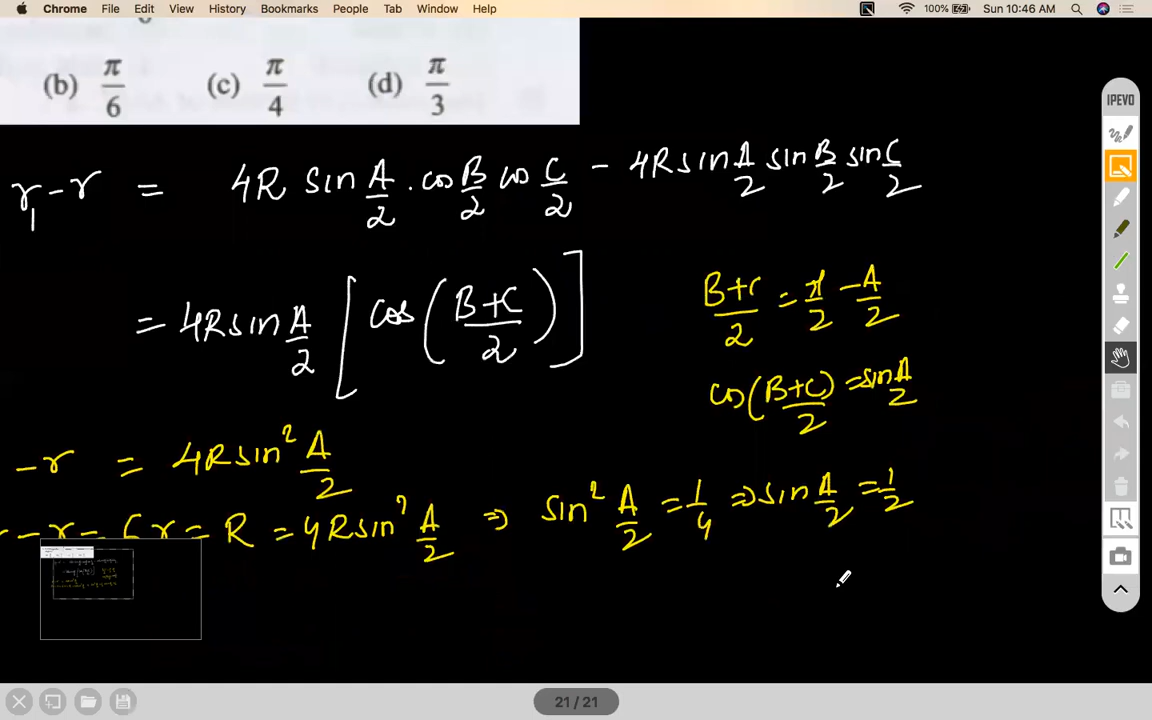 Chrome File Edit View History Bookmarks People Tab Window Help 100% Sun 10:46 AM
(b) π/6 (c) π/4 (d) π/3
IPEVO
r₁ - r = 4R sin A/2 . cos B/2 cos C/2 - 4R sin A/2 sin B/2 sin C/2
= 4R sin A/2 [cos (B+C/2)]
B+C/2 = π/2 - A/2
cos (B+C/2) = sin A/2
- r = 4R sin² A/2
= R = 4R sin² A/2 ⇒ sin² A/2 = 1/4 ⇒ sin A/2 = 1/2
21 / 21